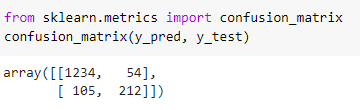 from sklearn.metrics import confusion_matrix
confusion_matrix(y_pred, y_test)
array([[1234,   54],
       [ 105,  212]])